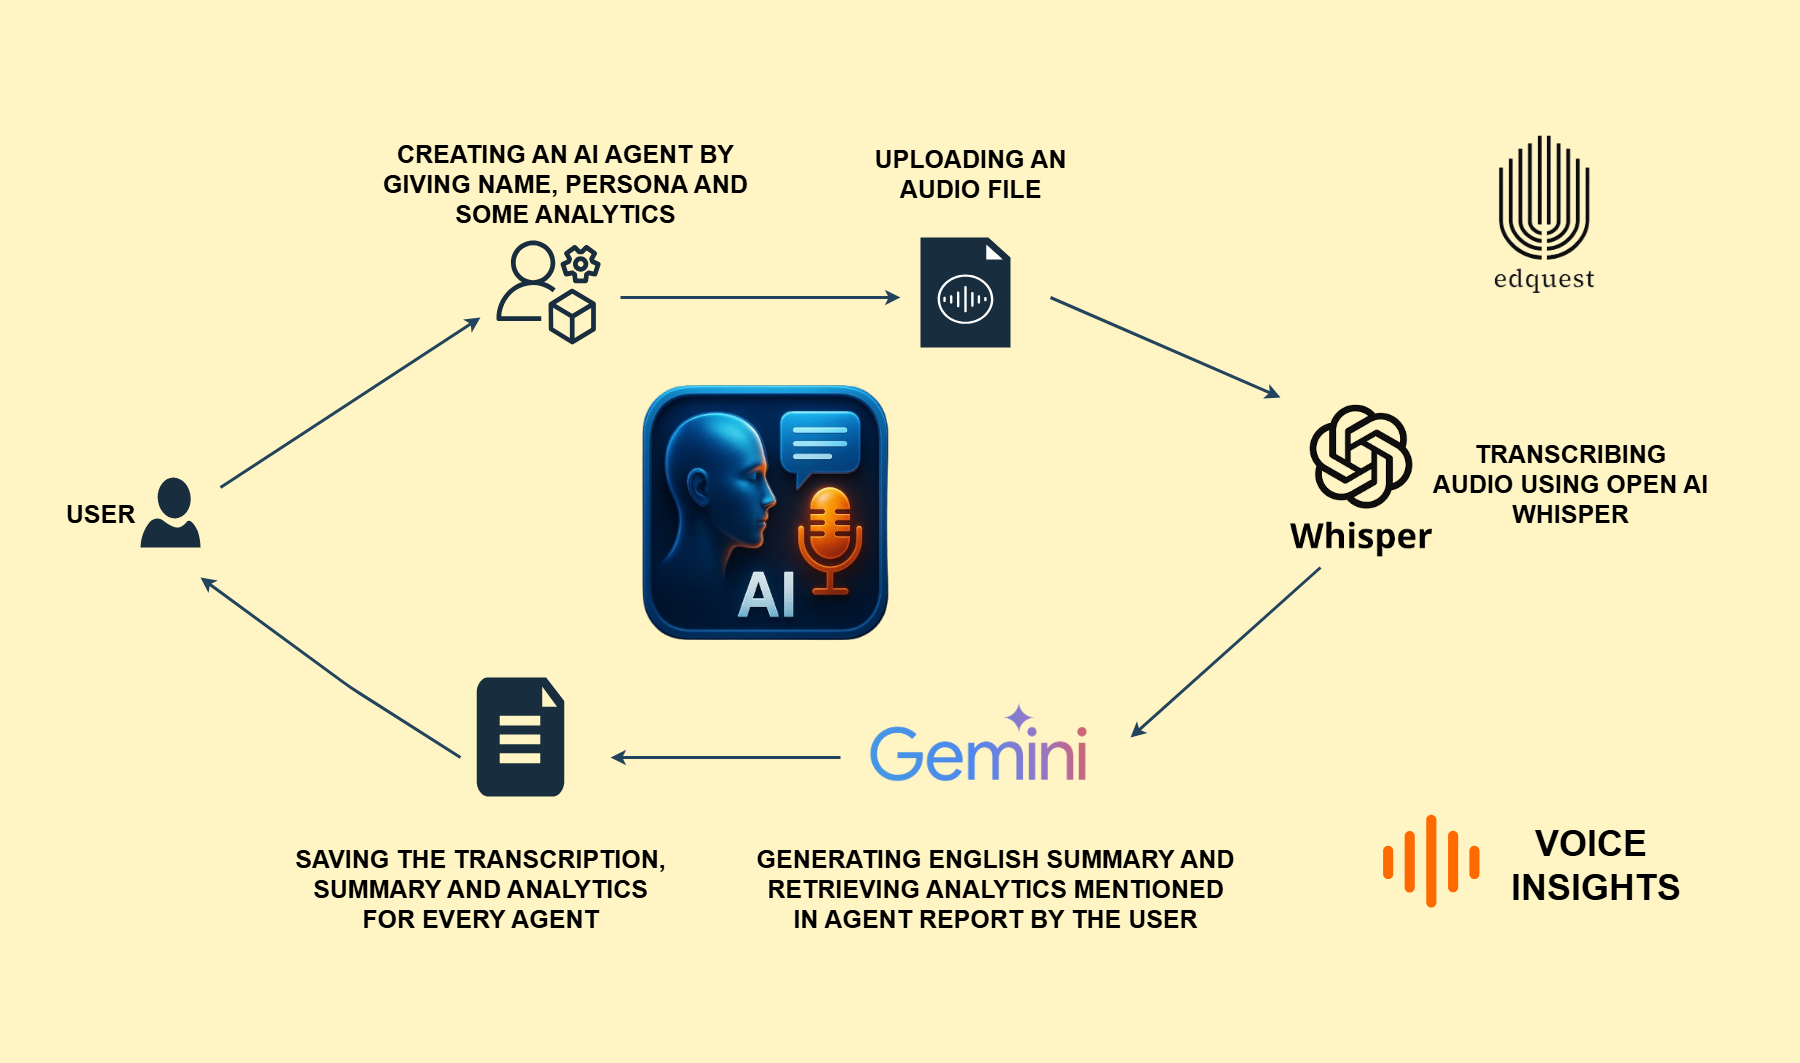 CREATING AN AI AGENT BY
GIVING NAME, PERSONA AND
SOME ANALYTICS
UPLOADING AN
AUDIO FILE
edquest
USER
AI
Whisper
TRANSCRIBING
AUDIO USING OPEN AI
WHISPER
Gemini
SAVING THE TRANSCRIPTION,
SUMMARY AND ANALYTICS
FOR EVERY AGENT
GENERATING ENGLISH SUMMARY AND
RETRIEVING ANALYTICS MENTIONED
IN AGENT REPORT BY THE USER
VOICE
INSIGHTS